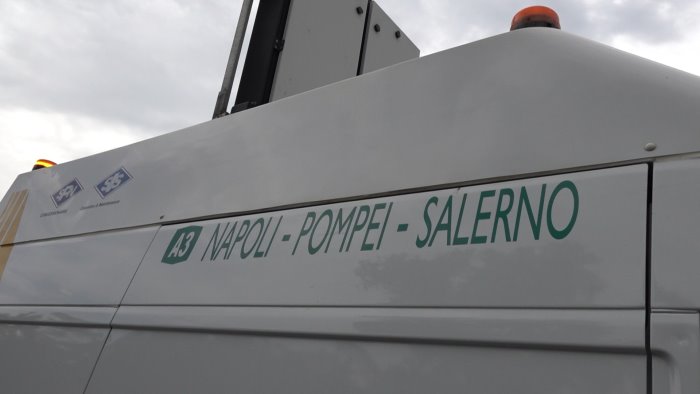 A3 NAPOLI - POMPEI - SALERNO